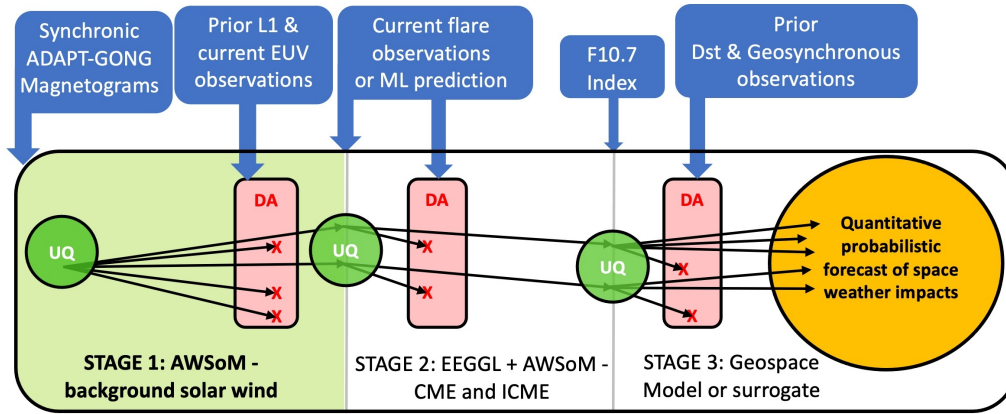 Synchronic
ADAPT-GONG
Magnetograms
Prior L1 &
current EUV
observations
Current flare
observations
or ML prediction
F10.7
Index
Prior
Dst & Geosynchronous
observations
UQ
DA
X
X
X
UQ
DA
X
X
UQ
DA
X
X
Quantitative
probabilistic
forecast of space
weather impacts
STAGE 1: AWSoM -
background solar wind
STAGE 2: EEGGL + AWSoM -
CME and ICME
STAGE 3: Geospace
Model or surrogate